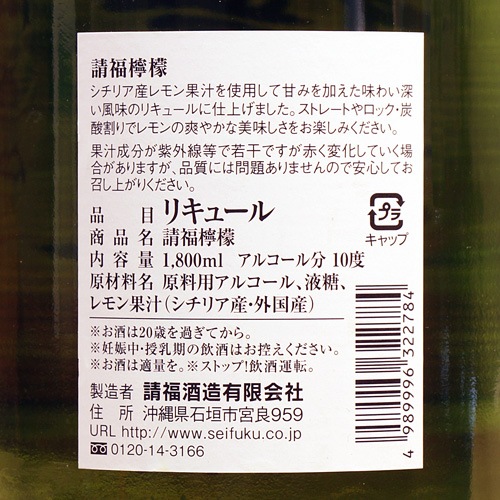 請福檸檬
シチリア産レモン果汁を使用して甘みを加えた味わい深
い風味のリキュールに仕上げました。ストレートやロック・炭
酸割りでレモンの爽やかな美味しさをお楽しみください。
果汁成分が紫外線等で若干ですが赤く変化していく場
合がありますが、品質には問題ありませんので安心してお
召し上がりください。
品目 リキュール
商品名 請福檸檬
内容量 1,800ml アルコール分 10度
原材料名 原料用アルコール、液糖、
レモン果汁(シチリア産・外国産)
※お酒は20歳を過ぎてから。
※妊娠中・授乳期の飲酒はお控えください。
※お酒は適量を。※ストップ!飲酒運転。
製造者 請福酒造有限会社
住所 沖縄県石垣市宮良959
URL http://www.seifuku.co.jp
0120-14-3166
プラ
キャップ
4989996322784